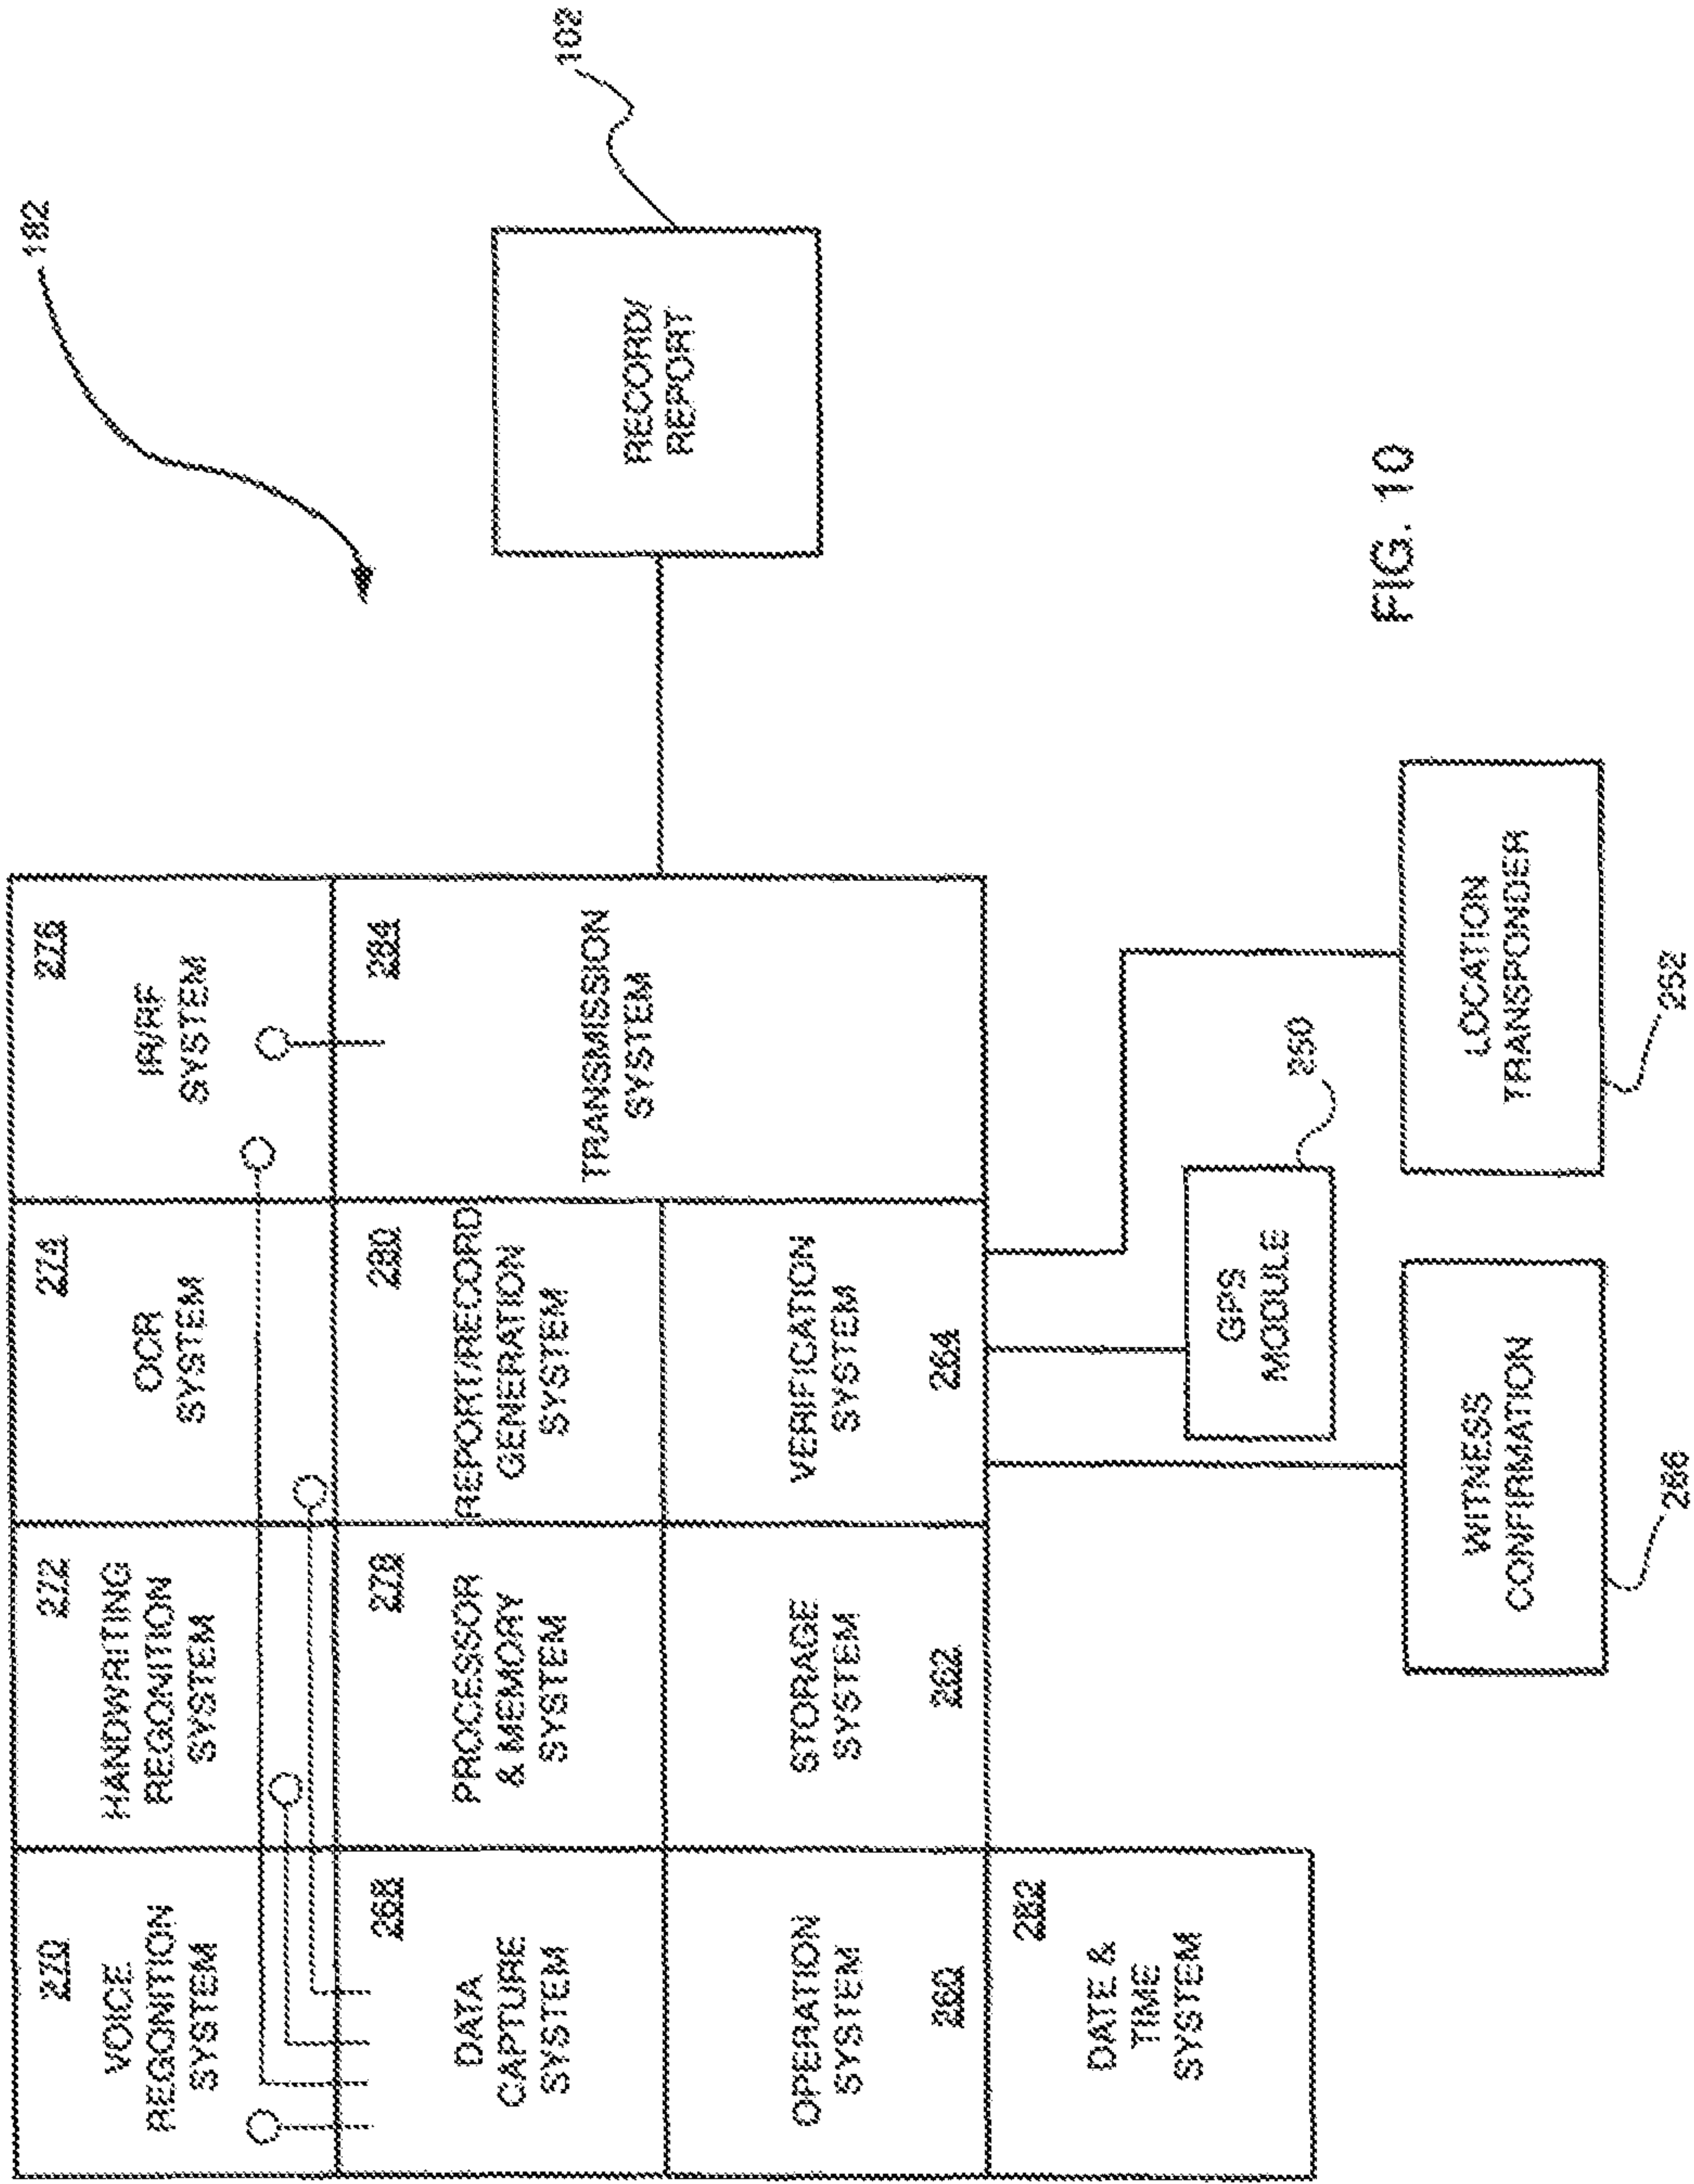 182
270
VOICE
REGONITION
SYSTEM
272
HANDWRITING
REGONITION
SYSTEM
274
OCR
SYSTEM
276
IR/RF
SYSTEM
268
DATA
CAPTURE
SYSTEM
278
PROCESSOR
& MEMORY
SYSTEM
280
REPORT/RECORD
GENERATION
SYSTEM
284
TRANSMISSION
SYSTEM
102
RECORD/
REPORT
OPERATION
SYSTEM
260
STORAGE
SYSTEM
262
VERIFICATION
SYSTEM
264
282
DATE &
TIME
SYSTEM
GPS
MODULE
250
WITNESS
CONFIRMATION
286
LOCATION
TRANSPONDER
252
FIG. 10